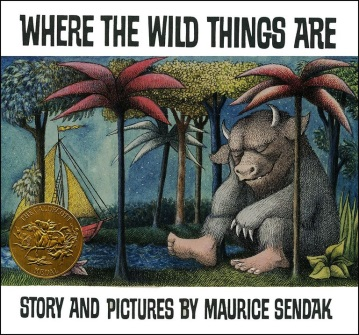 WHERE THE WILD THINGS ARE
STORY AND PICTURES BY MAURICE SENDAK